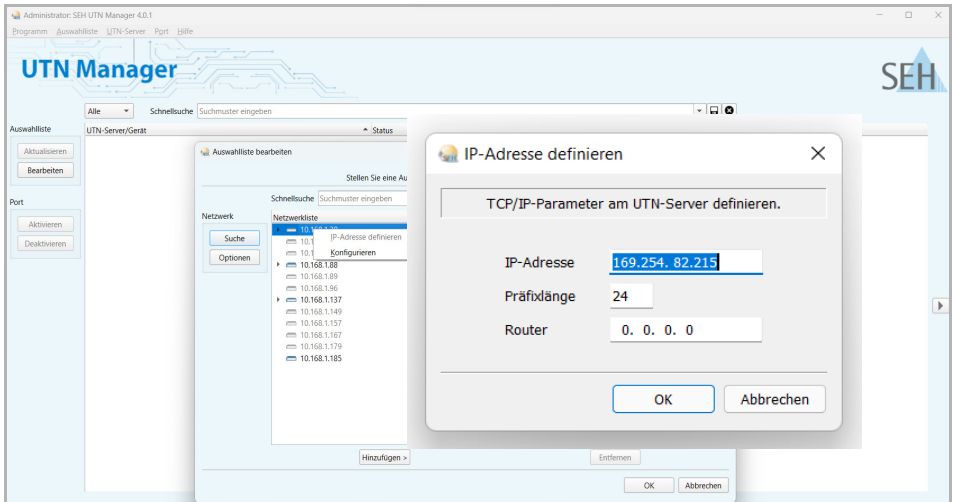 Administrator: SEH UTN Manager 4.0.1
Programm Auswahlliste UTN-Server Port Hilfe
UTN Manager
SEH
Alle
Schnellsuche
Suchmuster eingeben
Auswahlliste
UTN-Server/Gerät
Status
Aktualisieren
Bearbeiten
Port
Aktivieren
Deaktivieren
Auswahlliste bearbeiten
Stellen Sie eine Au
Schnellsuche
Suchmuster eingeben
Netzwerk
Netzwerkliste
Suche
Optionen
IP-Adresse definieren
Konfigurieren
10.168.1.88
10.168.1.89
10.168.1.96
10.168.1.137
10.168.1.149
10.168.1.157
10.168.1.167
10.168.1.179
10.168.1.185
Hinzufügen >
Entfernen
OK
Abbrechen
IP-Adresse definieren
TCP/IP-Parameter am UTN-Server definieren.
IP-Adresse
169.254. 82.215
Präfixlänge
24
Router
0. 0. 0. 0
OK
Abbrechen